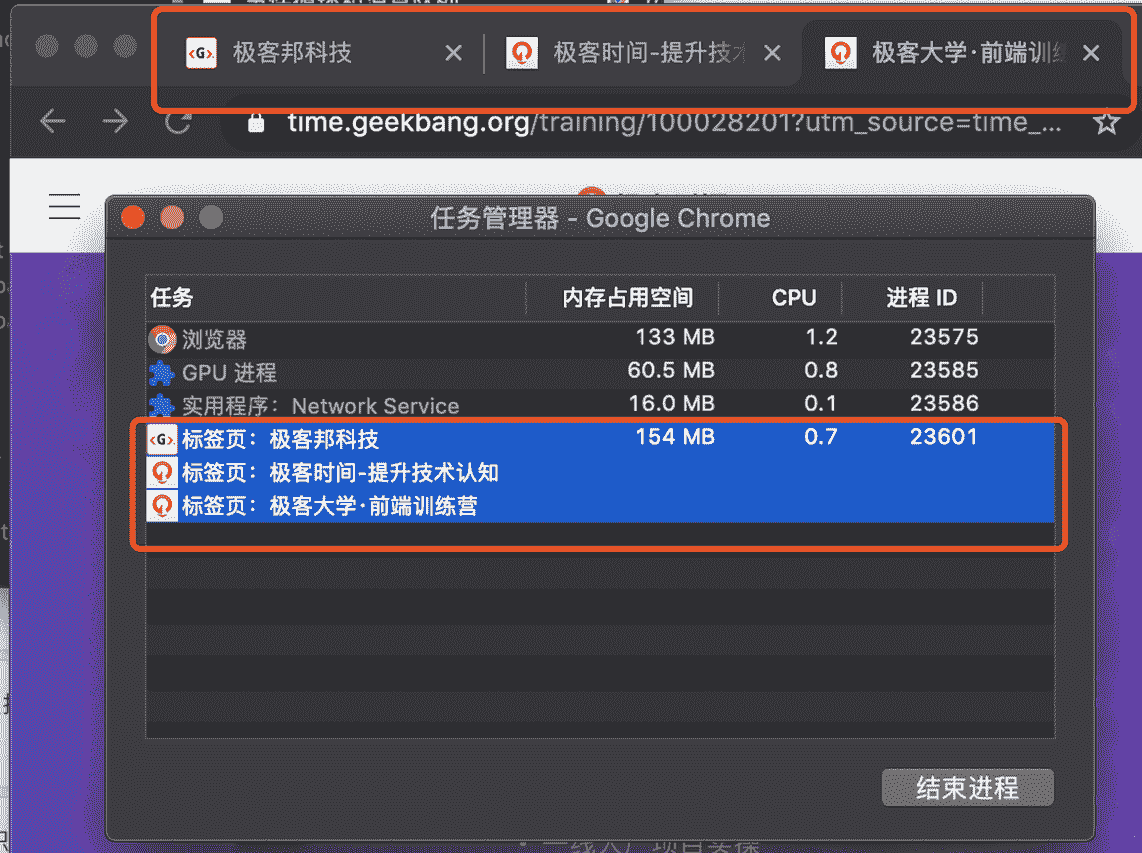 <G> 极客邦科技 × 极客时间-提升技 × 极客大学·前端训 ×
time.geekbang.org/training/100028201?utm_source=time_...
任务管理器 - Google Chrome
任务 内存占用空间 CPU 进程 ID
浏览器 133 MB 1.2 23575
GPU 进程 60.5 MB 0.8 23585
实用程序：Network Service 16.0 MB 0.1 23586
<G> 标签页：极客邦科技 154 MB 0.7 23601
标签页：极客时间-提升技术认知
标签页：极客大学·前端训练营
结束进程